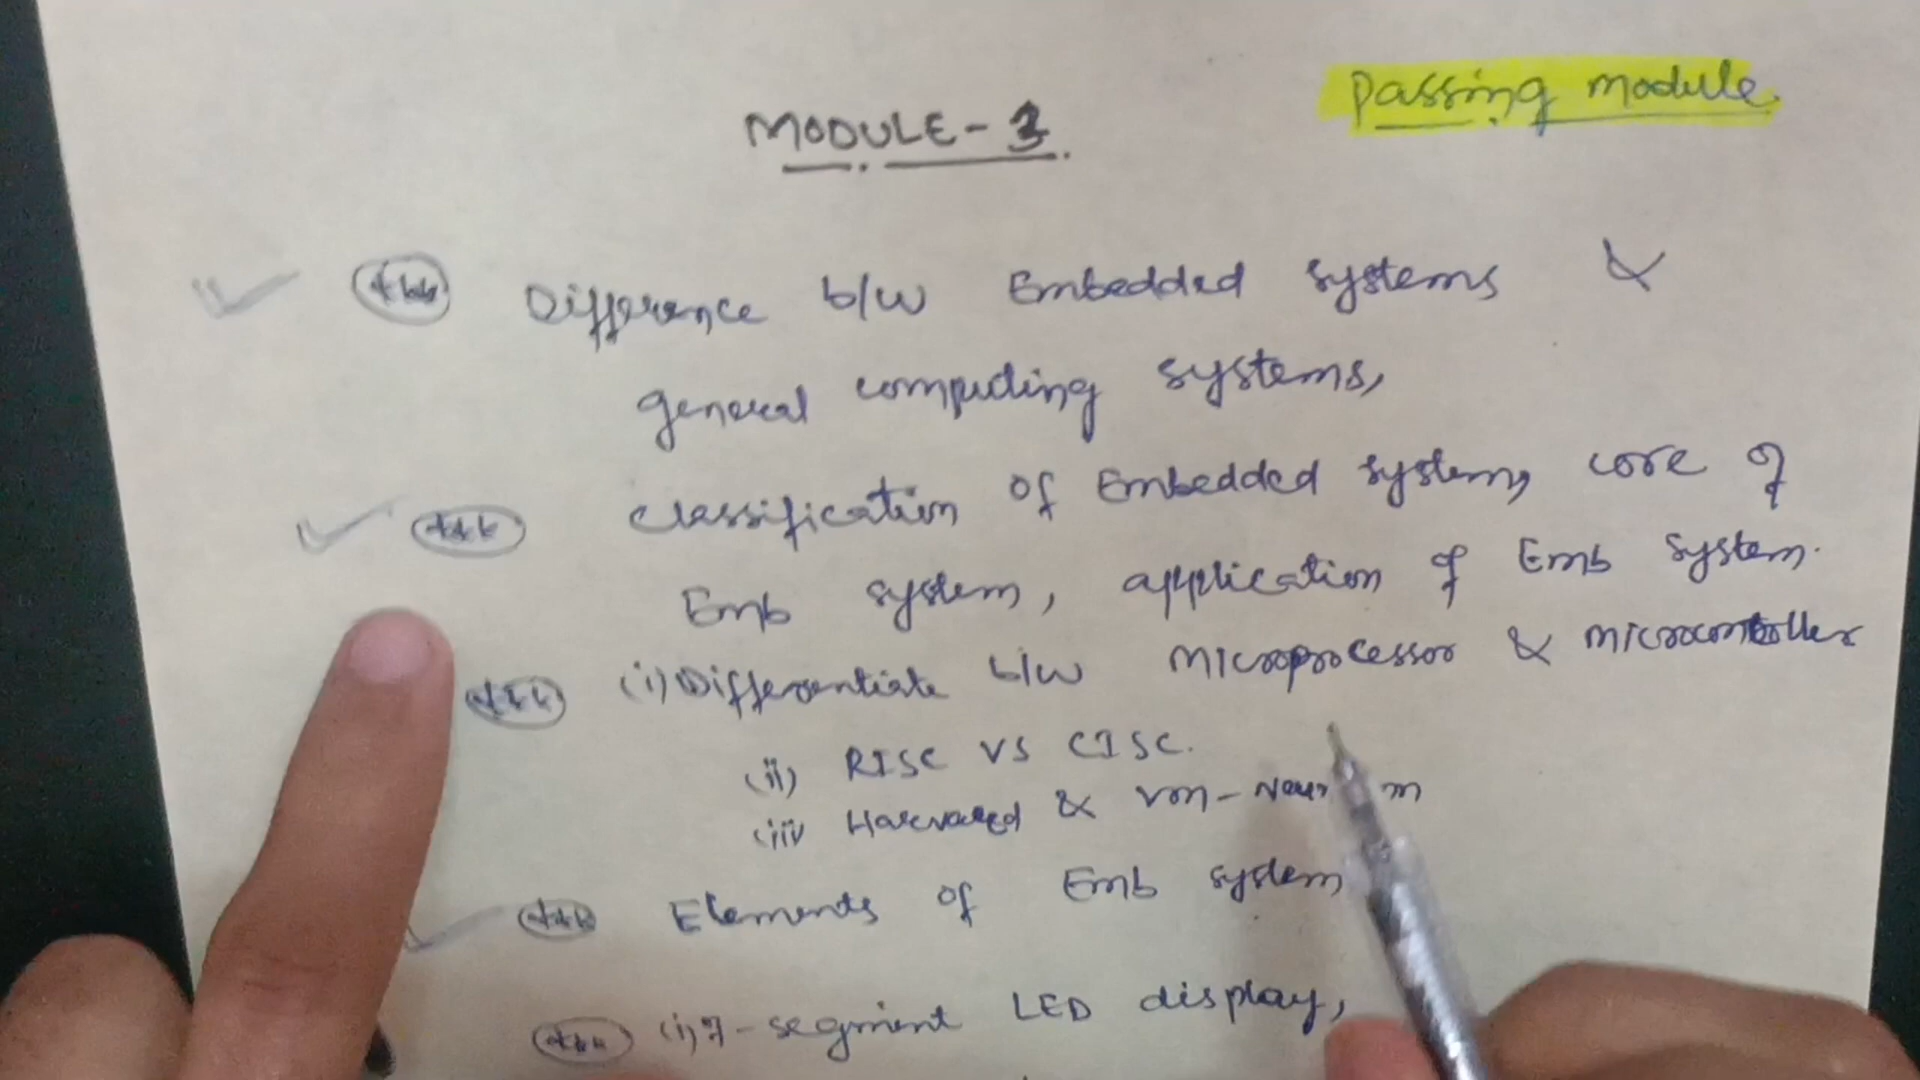 Passing module.
MODULE-3
*** Difference b/w Embedded systems &
general computing systems,
*** classification of Embedded system, core of
Emb system, application of Emb system.
*** (i) Differentiate b/w Microprocessor & microcontroller
(ii) RISC VS CISC.
(iii Harvard & Von-
*** Elements of Emb system
*** (i) 7-segment LED display,